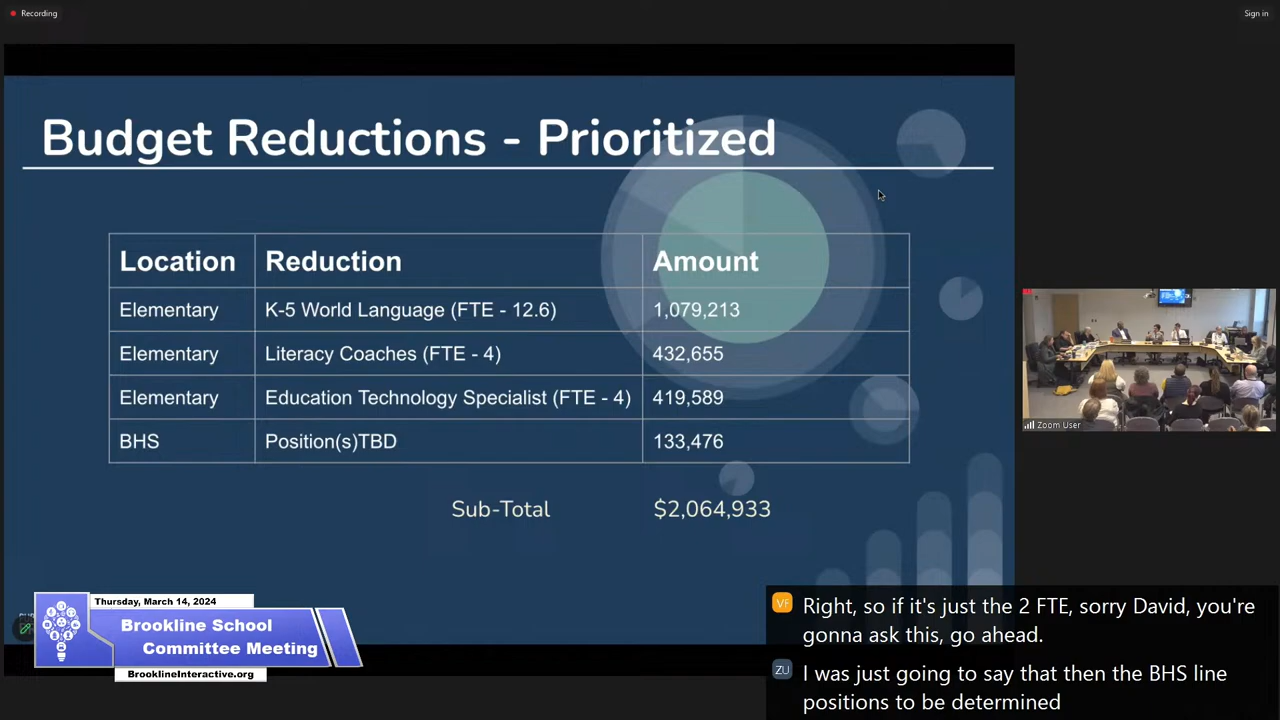 Recording
Sign in
Budget Reductions - Prioritized
Location Reduction Amount
Elementary K-5 World Language (FTE - 12.6) 1,079,213
Elementary Literacy Coaches (FTE - 4) 432,655
Elementary Education Technology Specialist (FTE - 4) 419,589
BHS Position(s)TBD 133,476
Sub-Total $2,064,933
Zoom User
Thursday, March 14, 2024
Brookline School
Committee Meeting
BrooklineInteractive.org
VF Right, so if it's just the 2 FTE, sorry David, you're
gonna ask this, go ahead.
ZU I was just going to say that then the BHS line
positions to be determined